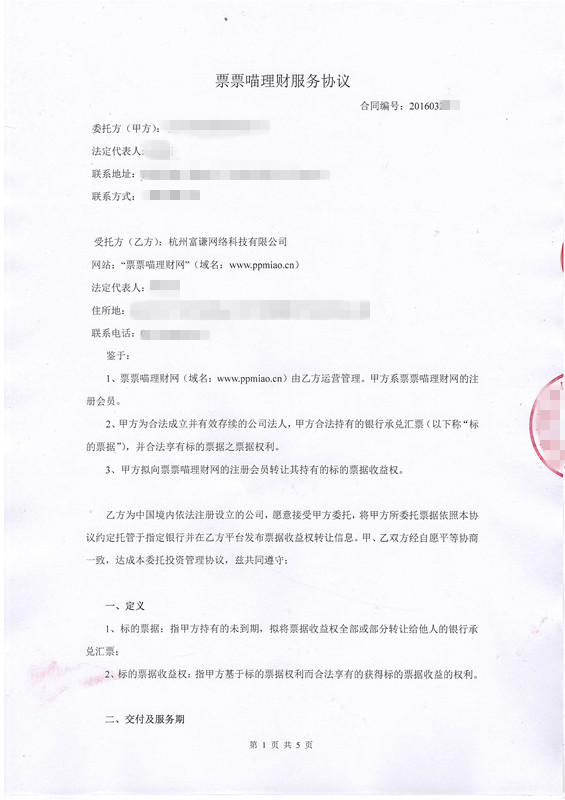 票票喵理财服务协议
合同编号：201603
委托方（甲方）：
法定代表人
联系地址：
联系方式：
受托方（乙方）：杭州富谦网络科技有限公司
网站：“票票喵理财网”（域名：www.ppmiao.cn）
法定代表人：
住所地：
联系电话：
鉴于：
1、票票喵理财网（域名：www.ppmiao.cn）由乙方运营管理。甲方系票票喵理财网的注
册会员。
2、甲方为合法成立并有效存续的公司法人，甲方合法持有的银行承兑汇票（以下称“标
的票据”），并合法享有标的票据之票据权利。
3、甲方拟向票票喵理财网的注册会员转让其持有的标的票据收益权。
乙方为中国境内依法注册设立的公司，愿意接受甲方委托，将甲方所委托票据依照本协
议约定托管于指定银行并在乙方平台发布票据收益权转让信息。甲、乙双方经自愿平等协商
一致，达成本委托投资管理协议，兹共同遵守：
一、定义
1、标的票据：指甲方持有的未到期，拟将票据收益权全部或部分转让给他人的银行承
兑汇票；
2、标的票据收益权：指甲方基于标的票据权利而合法享有的获得标的票据收益的权利。
二、交付及服务期
第 1 页 共 5 页